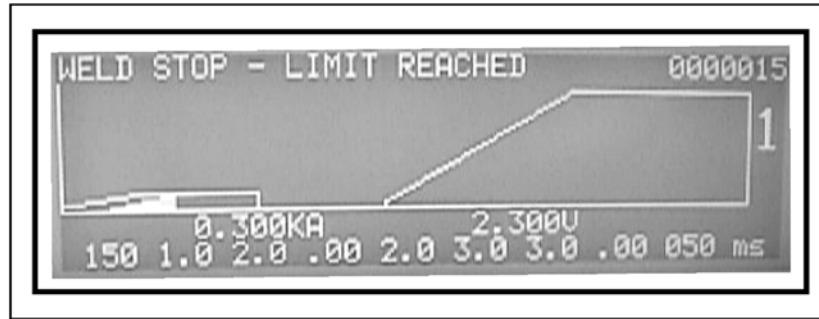 WELD STOP - LIMIT REACHED 0000015
1
0.300KA 2.300V
150 1.0 2.0 .00 2.0 3.0 3.0 .00 050 ms